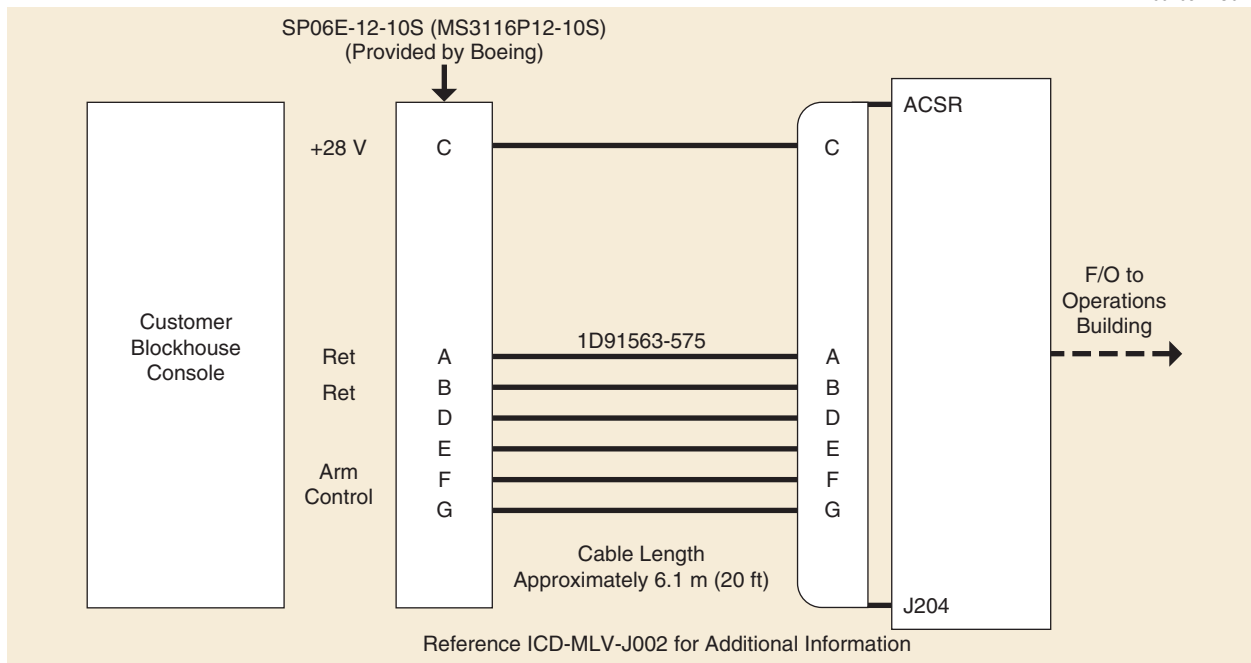 SP06E-12-10S (MS3116P12-10S)
(Provided by Boeing)
ACSR
+28 V
C
C
F/O to
Operations
Building
Customer
Blockhouse
Console
1D91563-575
Ret
A
A
Ret
B
B
D
D
E
E
Arm
Control
F
F
G
G
Cable Length
Approximately 6.1 m (20 ft)
J204
Reference ICD-MLV-J002 for Additional Information